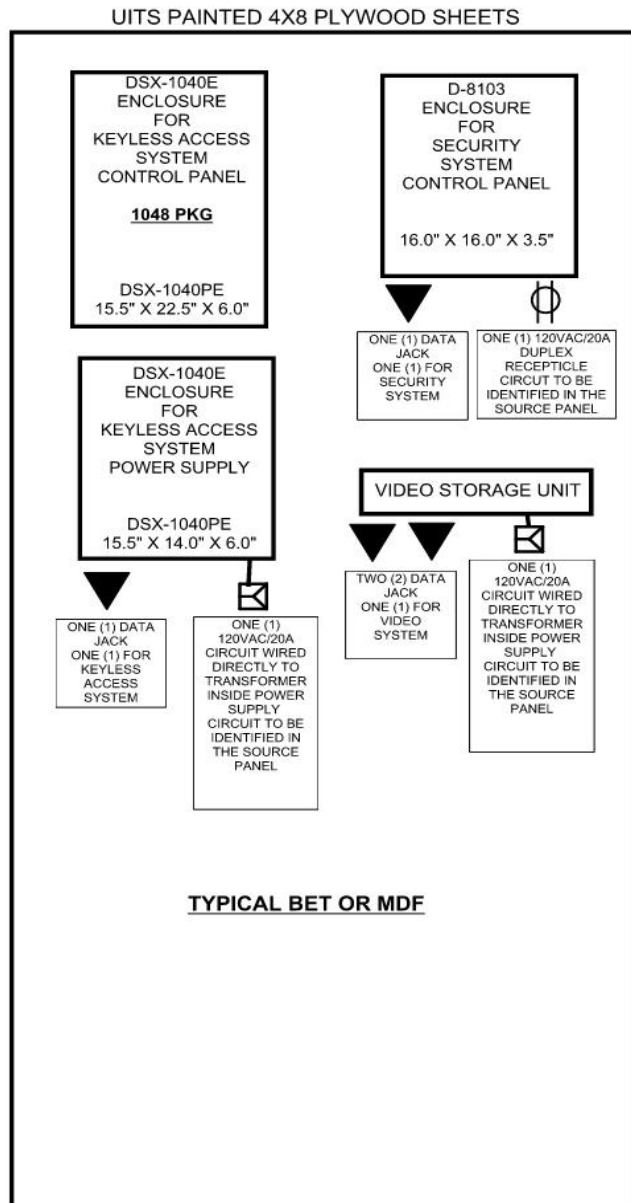 UITS PAINTED 4X8 PLYWOOD SHEETS
DSX-1040E
ENCLOSURE
FOR
KEYLESS ACCESS
SYSTEM
CONTROL PANEL
1048 PKG
DSX-1040PE
15.5" X 22.5" X 6.0"
D-8103
ENCLOSURE
FOR
SECURITY
SYSTEM
CONTROL PANEL
16.0" X 16.0" X 3.5"
ONE (1) DATA
JACK
ONE (1) FOR
SECURITY
SYSTEM
ONE (1) 120VAC/20A
DUPLEX
RECEPTICLE
CIRCUT TO BE
IDENTIFIED IN THE
SOURCE PANEL
DSX-1040E
ENCLOSURE
FOR
KEYLESS ACCESS
SYSTEM
POWER SUPPLY
DSX-1040PE
15.5" X 14.0" X 6.0"
ONE (1) DATA
JACK
ONE (1) FOR
KEYLESS
ACCESS
SYSTEM
ONE (1)
120VAC/20A
CIRCUIT WIRED
DIRECTLY TO
TRANSFORMER
INSIDE POWER
SUPPLY
CIRCUIT TO BE
IDENTIFIED IN
THE SOURCE
PANEL
VIDEO STORAGE UNIT
TWO (2) DATA
JACK
ONE (1) FOR
VIDEO
SYSTEM
ONE (1)
120VAC/20A
CIRCUIT WIRED
DIRECTLY TO
TRANSFORMER
INSIDE POWER
SUPPLY
CIRCUIT TO BE
IDENTIFIED IN
THE SOURCE
PANEL
TYPICAL BET OR MDF